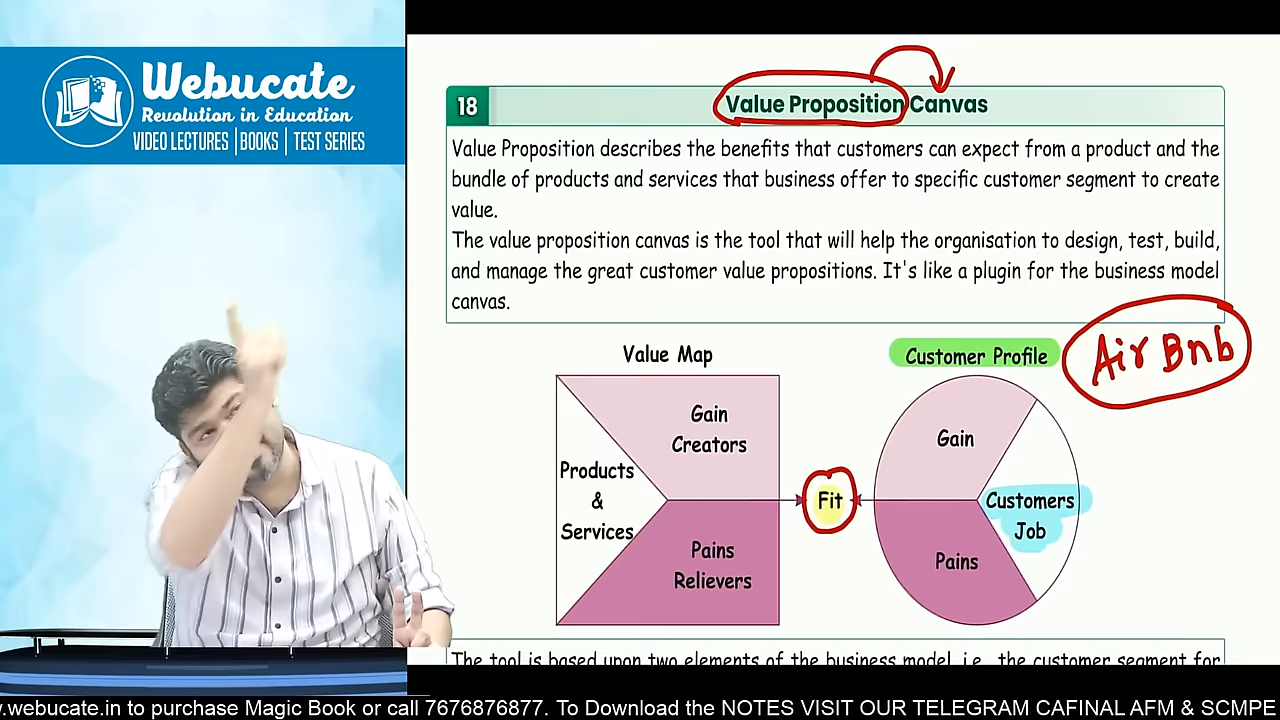 Webucate
Revolution in Education
VIDEO LECTURES | BOOKS | TEST SERIES
18
Value Proposition Canvas
Value Proposition describes the benefits that customers can expect from a product and the
bundle of products and services that business offer to specific customer segment to create
value.
The value proposition canvas is the tool that will help the organisation to design, test, build,
and manage the great customer value propositions. It's like a plugin for the business model
canvas.
Value Map
Customer Profile
Air Bnb
Gain
Creators
Products
&
Services
Pains
Relievers
Fit
Gain
Customers
Job
Pains
The tool is based upon two elements of the business model i.e., the customer segment for
.webucate.in to purchase Magic Book or call 7676876877. To Download the NOTES VISIT OUR TELEGRAM CAFINAL AFM & SCMPE